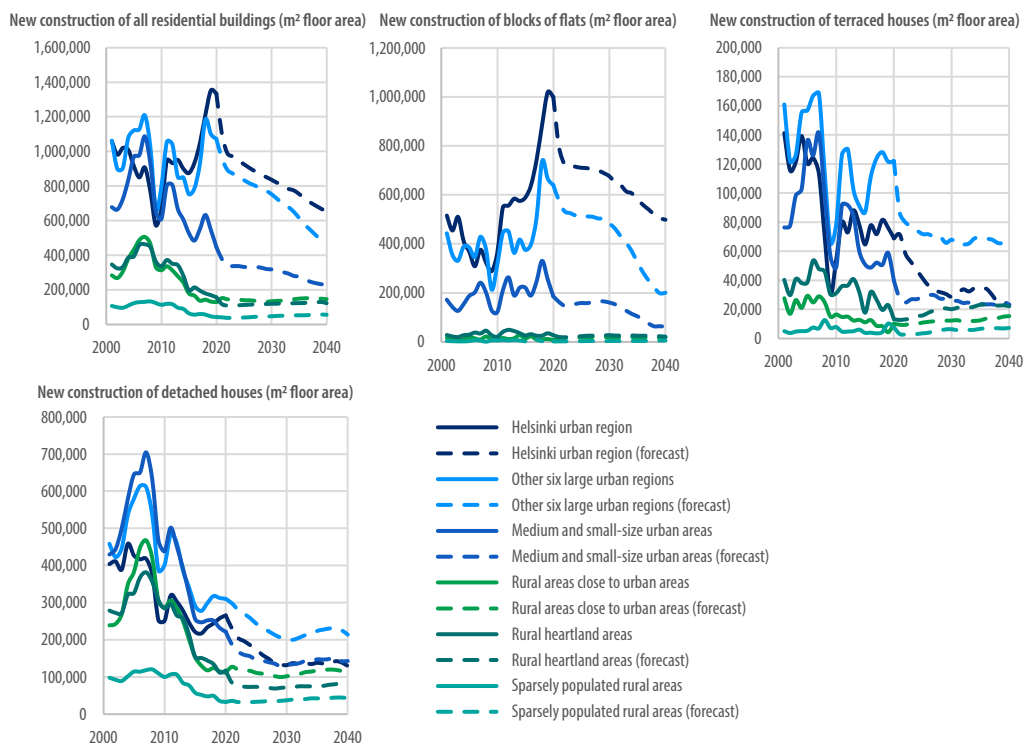 New construction of all residential buildings (m² floor area)
1,600,000
1,400,000
1,200,000
1,000,000
800,000
600,000
400,000
200,000
0
2000 2010 2020 2030 2040
New construction of blocks of flats (m² floor area)
1,200,000
1,000,000
800,000
600,000
400,000
200,000
0
2000 2010 2020 2030 2040
New construction of terraced houses (m² floor area)
200,000
180,000
160,000
140,000
120,000
100,000
80,000
60,000
40,000
20,000
0
2000 2010 2020 2030 2040
New construction of detached houses (m² floor area)
800,000
700,000
600,000
500,000
400,000
300,000
200,000
100,000
0
2000 2010 2020 2030 2040
Helsinki urban region
Helsinki urban region (forecast)
Other six large urban regions
Other six large urban regions (forecast)
Medium and small-size urban areas
Medium and small-size urban areas (forecast)
Rural areas close to urban areas
Rural areas close to urban areas (forecast)
Rural heartland areas
Rural heartland areas (forecast)
Sparsely populated rural areas
Sparsely populated rural areas (forecast)